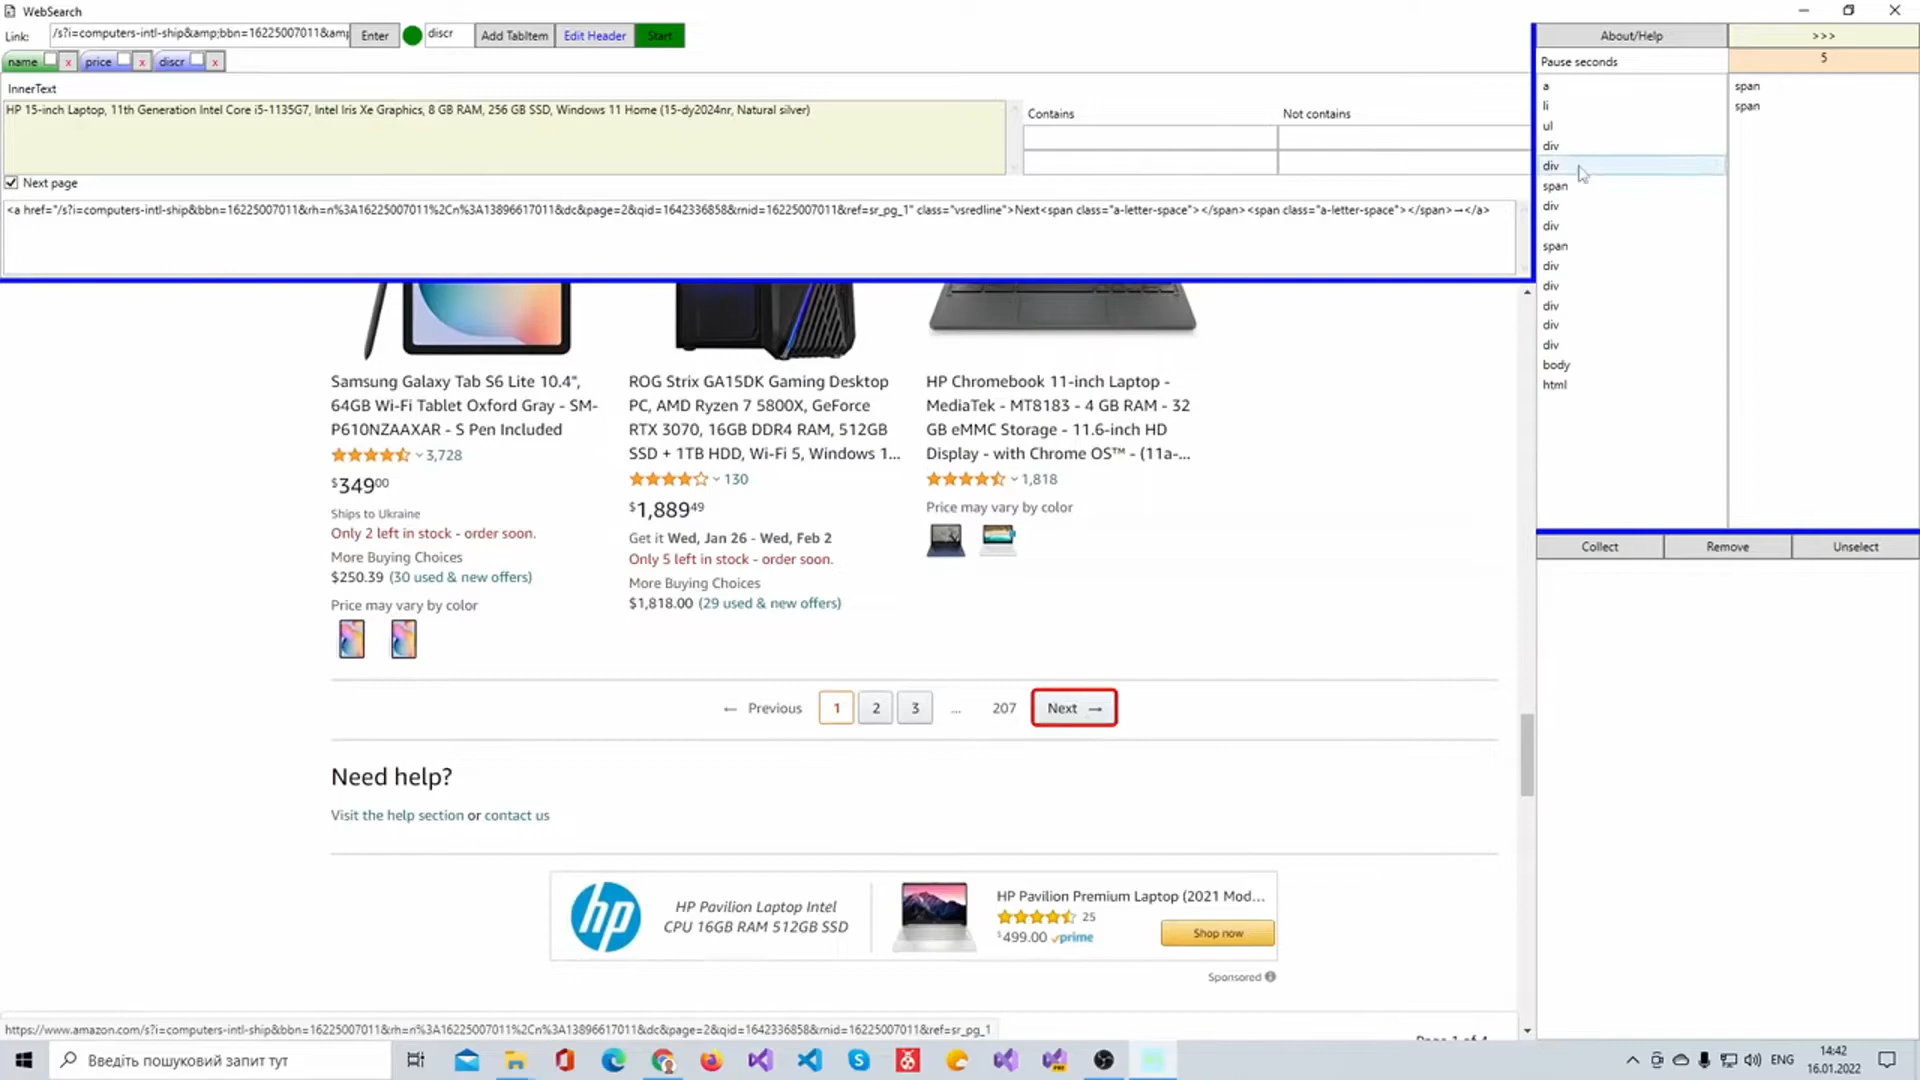 WebSearch
Link:
/s?i=computers-intl-ship&amp;bbn=16225007011&amp
Enter
discr
Add TabItem
Edit Header
Start
About/Help
>>>
name x price x discr x
Pause seconds
5
InnerText
HP 15-inch Laptop, 11th Generation Intel Core i5-1135G7, Intel Iris Xe Graphics, 8 GB RAM, 256 GB SSD, Windows 11 Home (15-dy2024nr, Natural silver)
Contains
Not contains
Next page
<a href="/s?i=computers-intl-ship&bbn=16225007011&rh=n%3A16225007011%2Cn%3A13896617011&dc&page=2&qid=1642336858&rnid=16225007011&ref=sr_pg_1" class="vsredline">Next<span class="a-letter-space"></span><span class="a-letter-space"></span>→</a>
a
li
ul
div
div
span
div
div
span
div
div
div
div
div
body
html
span
span
Collect
Remove
Unselect
Samsung Galaxy Tab S6 Lite 10.4",
64GB Wi-Fi Tablet Oxford Gray - SM-
P610NZAAXAR - S Pen Included
3,728
$34900
Ships to Ukraine
Only 2 left in stock - order soon.
More Buying Choices
$250.39 (30 used & new offers)
Price may vary by color
ROG Strix GA15DK Gaming Desktop
PC, AMD Ryzen 7 5800X, GeForce
RTX 3070, 16GB DDR4 RAM, 512GB
SSD + 1TB HDD, Wi-Fi 5, Windows 1...
130
$1,88949
Get it Wed, Jan 26 - Wed, Feb 2
Only 5 left in stock - order soon.
More Buying Choices
$1,818.00 (29 used & new offers)
HP Chromebook 11-inch Laptop -
MediaTek - MT8183 - 4 GB RAM - 32
GB eMMC Storage - 11.6-inch HD
Display - with Chrome OS™ - (11a-...
1,818
Price may vary by color
← Previous 1 2 3 ... 207 Next →
Need help?
Visit the help section or contact us
hp
HP Pavilion Laptop Intel
CPU 16GB RAM 512GB SSD
HP Pavilion Premium Laptop (2021 Mod...
25
$499.00 prime
Shop now
Sponsored
https://www.amazon.com/s?i=computers-intl-ship&bbn=16225007011&rh=n%3A16225007011%2Cn%3A13896617011&dc&page=2&qid=1642336858&rnid=16225007011&ref=sr_pg_1
Page 1 of 4
Введіть пошуковий запит тут
ENG
14:42
16.01.2022